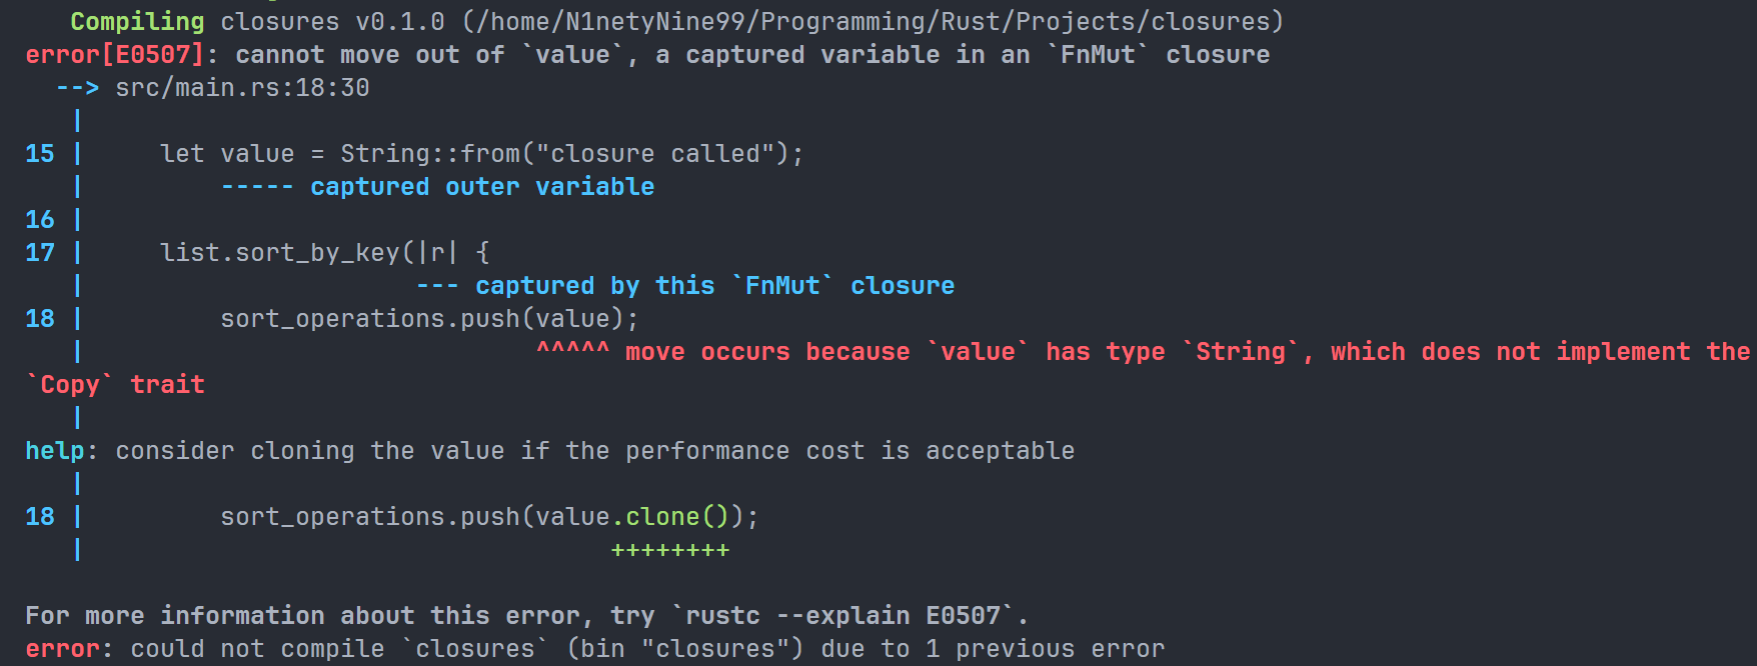 Compiling closures v0.1.0 (/home/N1netyNine99/Programming/Rust/Projects/closures)
error[E0507]: cannot move out of `value`, a captured variable in an `FnMut` closure
  --> src/main.rs:18:30
   |
15 |     let value = String::from("closure called");
   |         ----- captured outer variable
16 |
17 |     list.sort_by_key(|r| {
   |                      --- captured by this `FnMut` closure
18 |         sort_operations.push(value);
   |                              ^^^^^ move occurs because `value` has type `String`, which does not implement the
`Copy` trait
   |
help: consider cloning the value if the performance cost is acceptable
   |
18 |         sort_operations.push(value.clone());
   |                                   ++++++++
For more information about this error, try `rustc --explain E0507`.
error: could not compile `closures` (bin "closures") due to 1 previous error